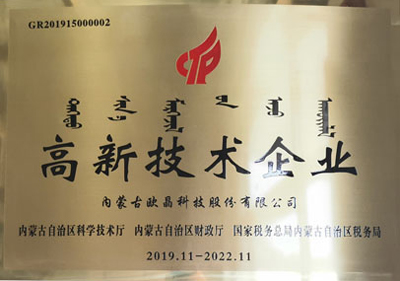 GR201915000002
高新技术企业
内蒙古欧晶科技股份有限公司
内蒙古自治区科学技术厅 内蒙古自治区财政厅 国家税务总局内蒙古自治区税务局
2019.11-2022.11